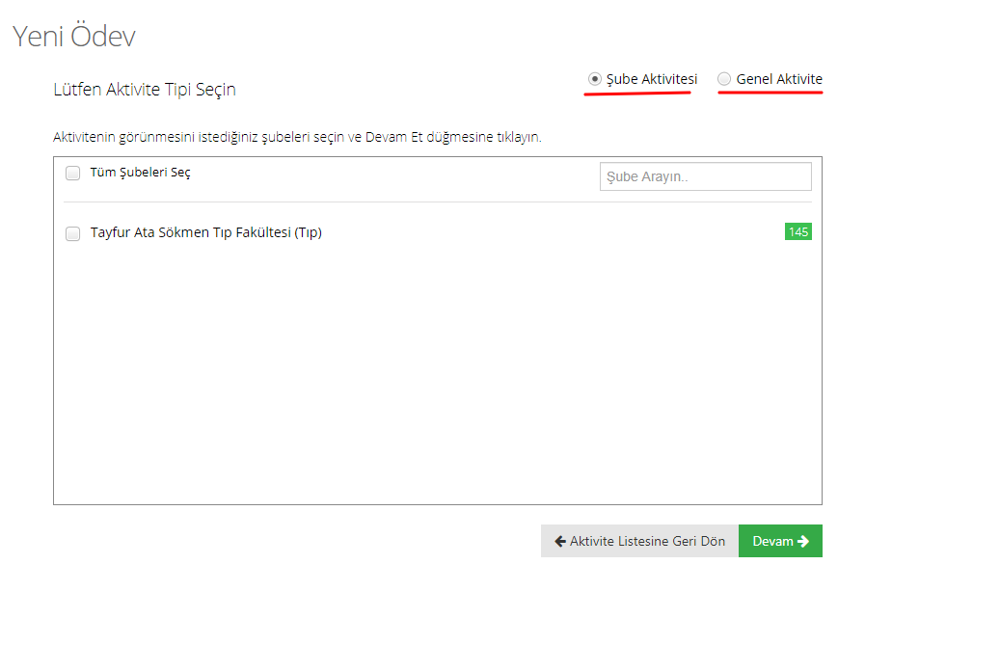 Yeni Ödev
Lütfen Aktivite Tipi Seçin
Şube Aktivitesi
Genel Aktivite
Aktivitenin görünmesini istediğiniz şubeleri seçin ve Devam Et düğmesine tıklayın.
Tüm Şubeleri Seç
Şube Arayın..
Tayfur Ata Sökmen Tıp Fakültesi (Tıp)
145
Aktivite Listesine Geri Dön
Devam